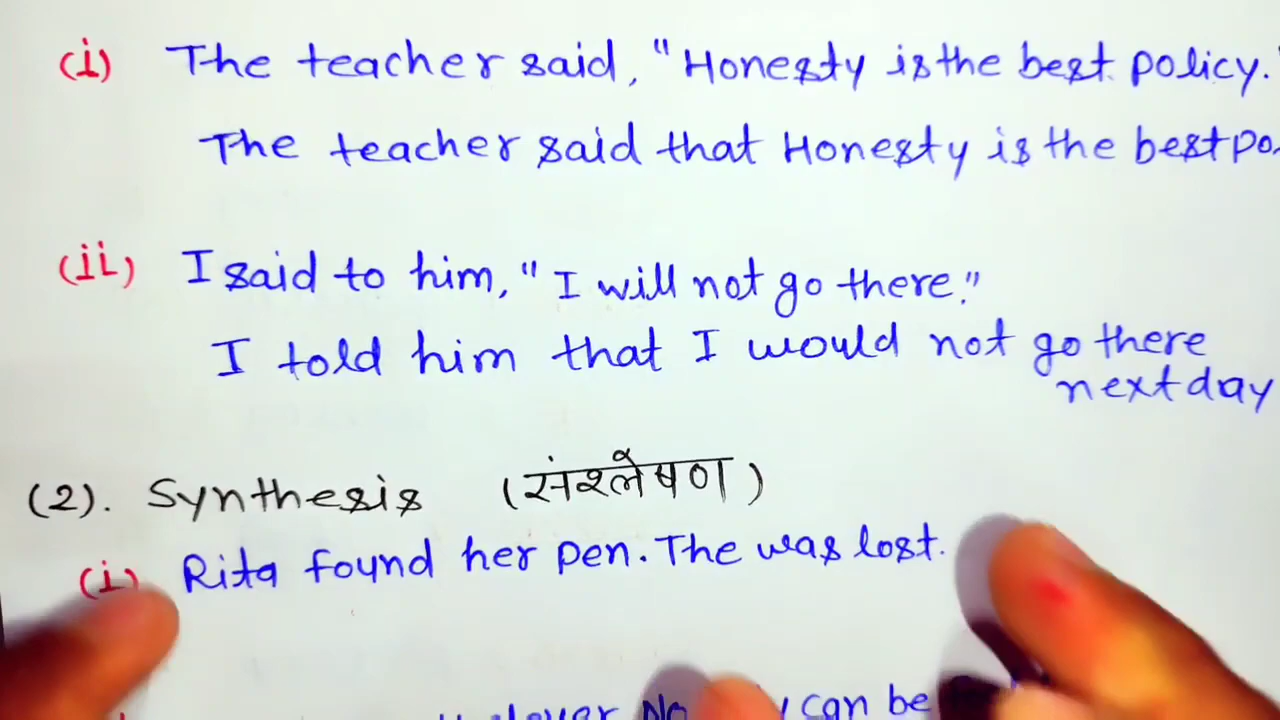 (i) The teacher said, "Honesty is the best policy."
The teacher said that Honesty is the best po
(ii) I said to him, "I will not go there."
I told him that I would not go there
next day
(2). Synthesis (संश्लेषण)
(i) Rita found her pen. The was lost.
can be